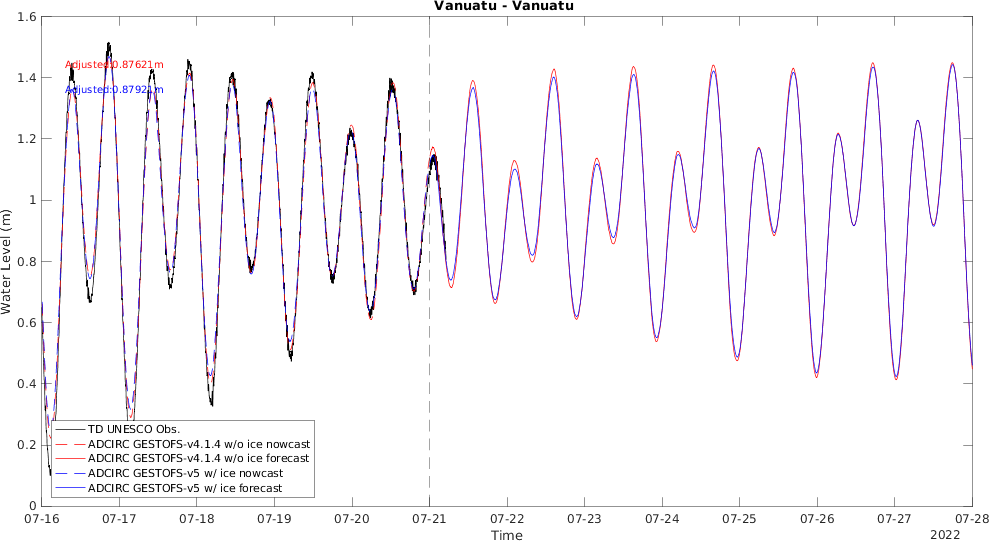 Vanuatu - Vanuatu
1.6
1.4
1.2
1
0.8
0.6
0.4
0.2
0
Water Level (m)
Adjusted:0.87621m
Adjusted:0.87921m
TD UNESCO Obs.
ADCIRC GESTOFS-v4.1.4 w/o ice nowcast
ADCIRC GESTOFS-v4.1.4 w/o ice forecast
ADCIRC GESTOFS-v5 w/ ice nowcast
ADCIRC GESTOFS-v5 w/ ice forecast
07-16 07-17 07-18 07-19 07-20 07-21 07-22 07-23 07-24 07-25 07-26 07-27 07-28
Time
2022